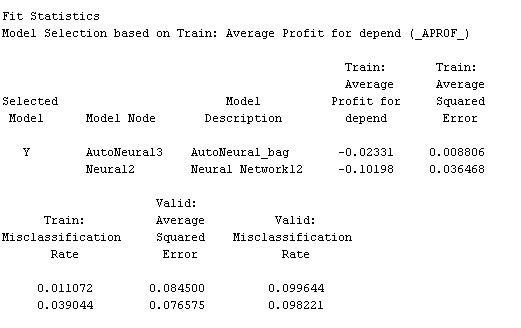 Fit Statistics
Model Selection based on Train: Average Profit for depend (_APROF_)
Train: Train:
Average Average
Selected Model Profit for Squared
Model Model Node Description depend Error
Y AutoNeural3 AutoNeural_bag -0.02331 0.008806
Neural2 Neural Network12 -0.10198 0.036468
Valid:
Train: Average Valid:
Misclassification Squared Misclassification
Rate Error Rate
0.011072 0.084500 0.099644
0.039044 0.076575 0.098221